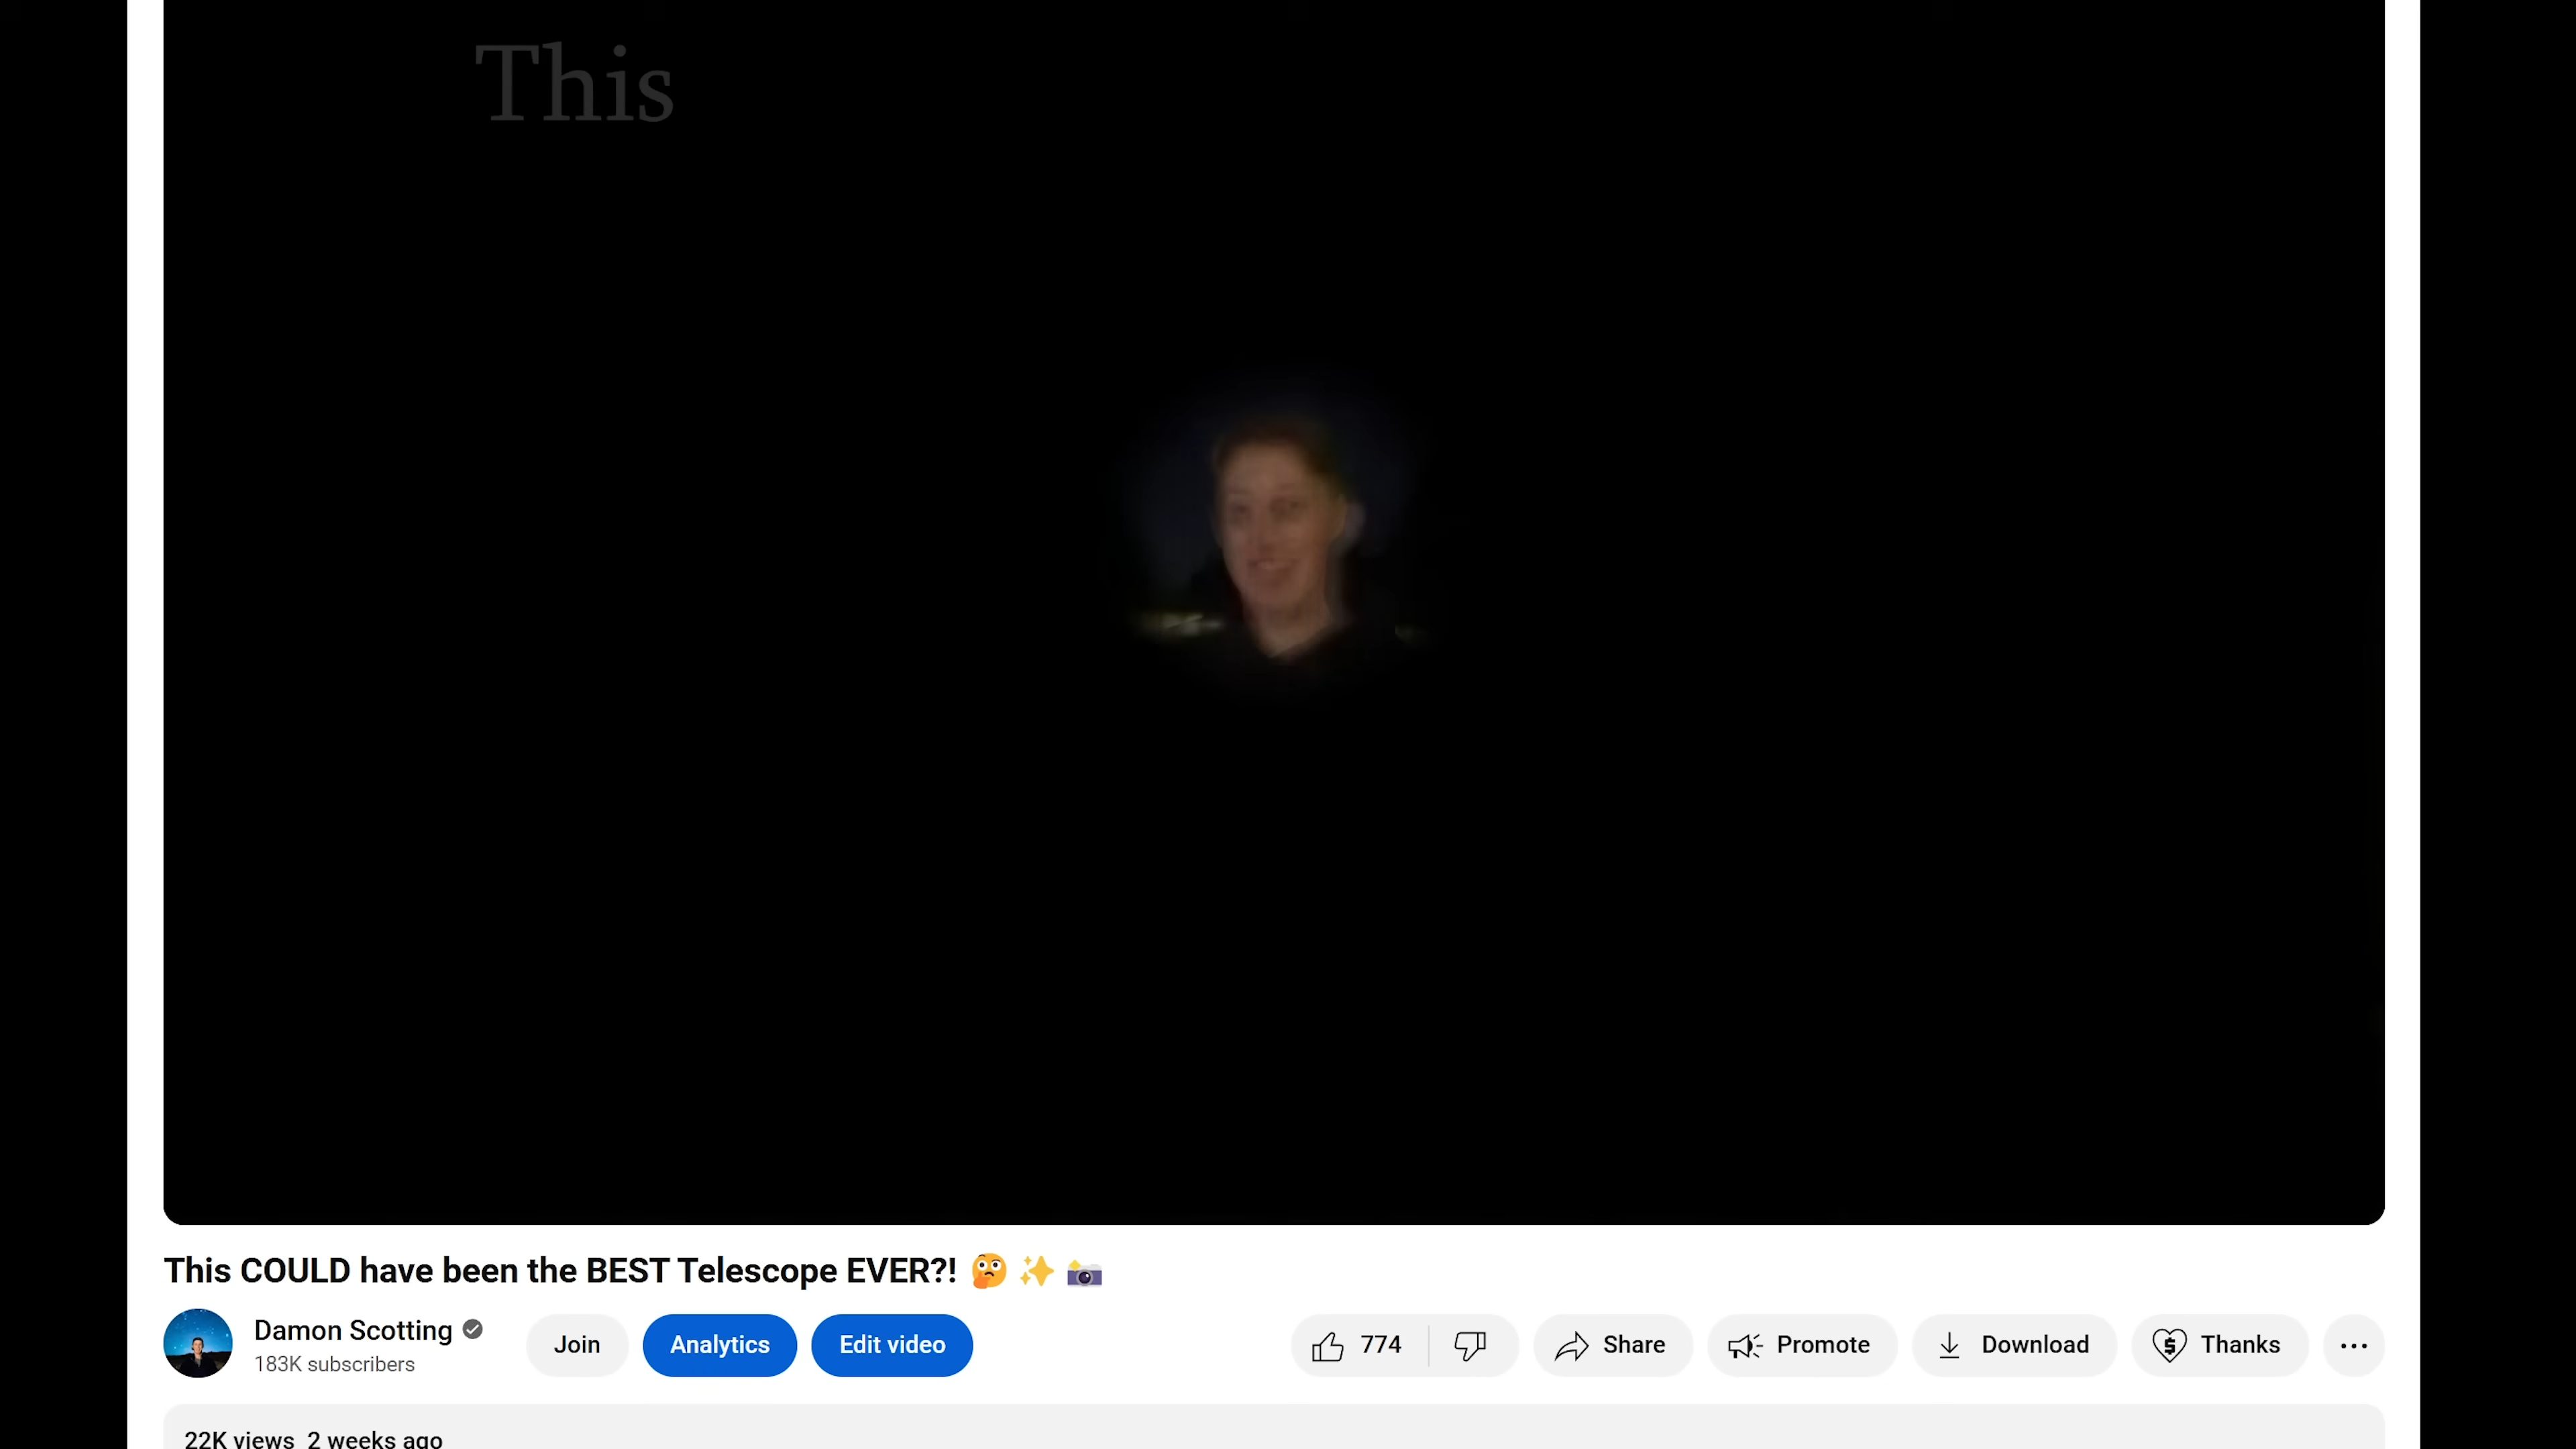 This
This COULD have been the BEST Telescope EVER?! 🤔 ✨ 📸
Damon Scotting
183K subscribers
Join
Analytics
Edit video
774
Share
Promote
Download
Thanks
22K views 2 weeks ago